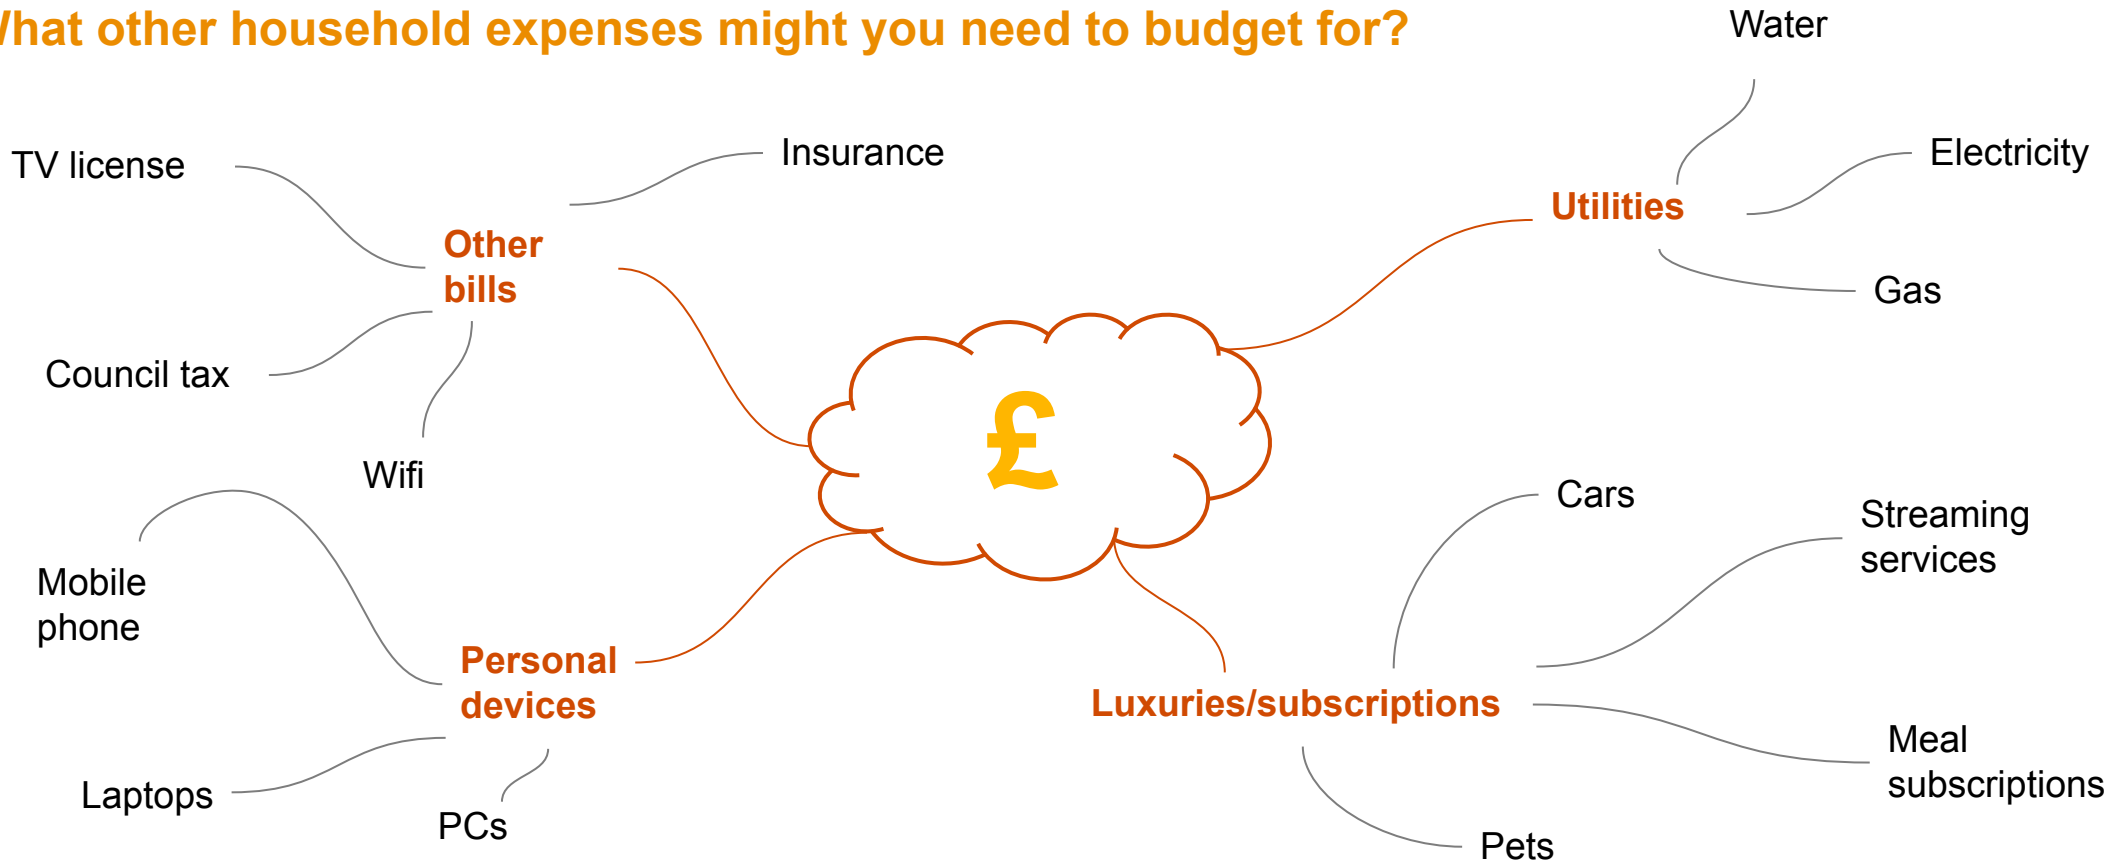 What other household expenses might you need to budget for?
Water
TV license
Insurance
Electricity
Utilities
Other
bills
Gas
Council tax
£
Wifi
Cars
Streaming
services
Mobile
phone
Personal
devices
Luxuries/subscriptions
Meal
subscriptions
Laptops
PCs
Pets